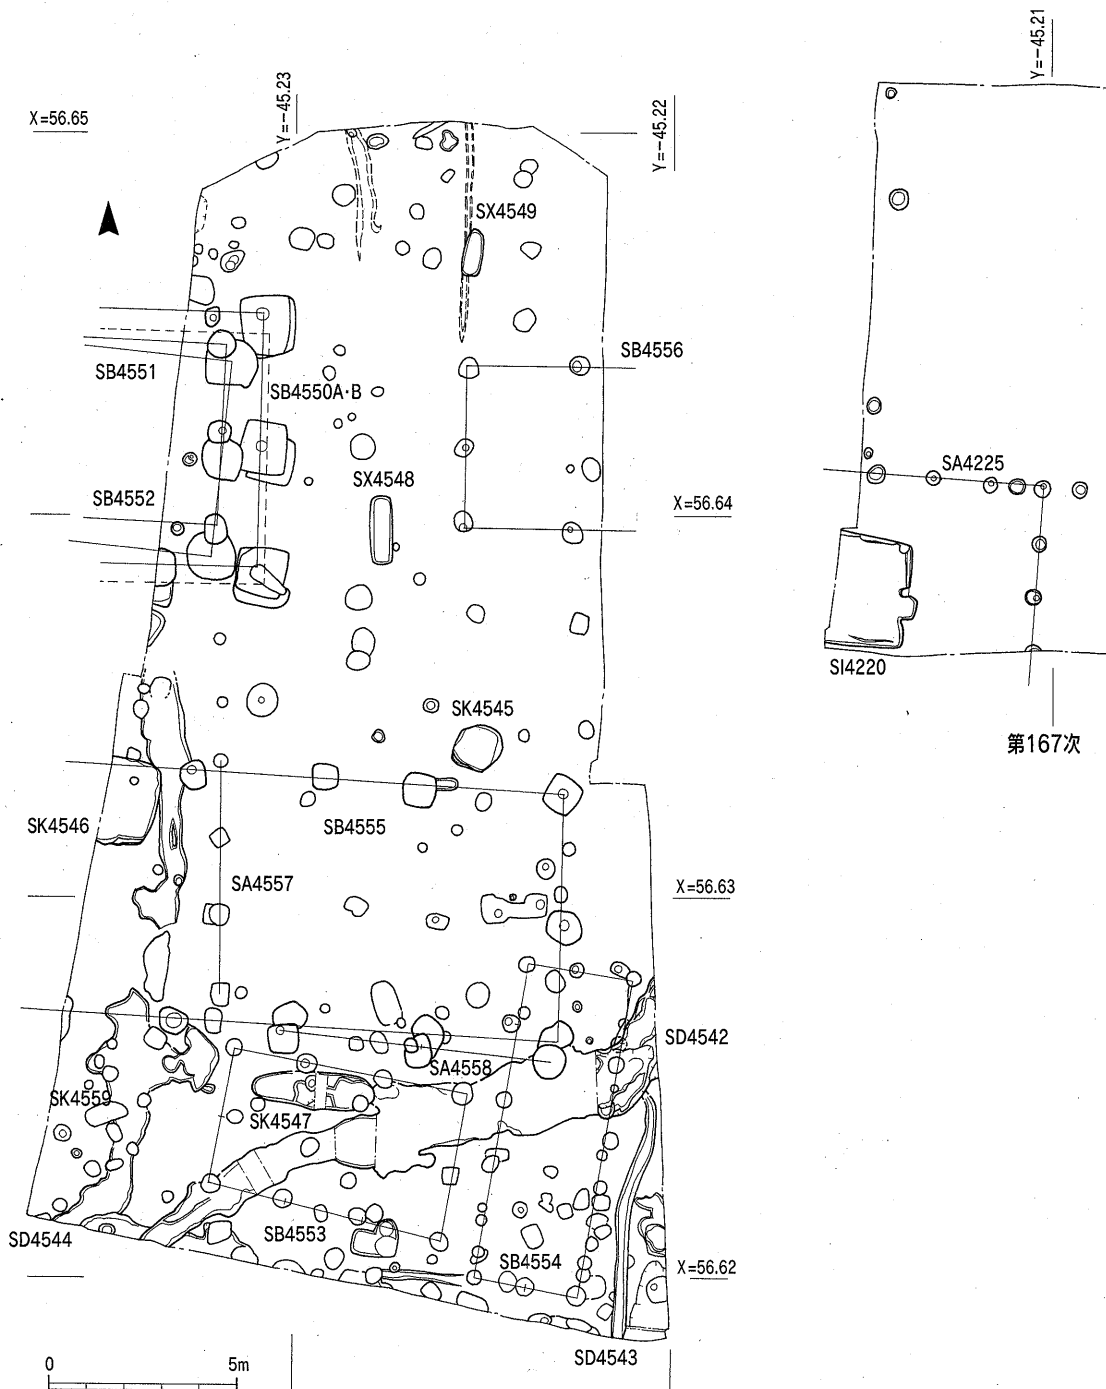 Y=-45.21
Y=-45.23
Y=-45.22
X=56.65
SX4549
SB4556
SB4551
SB4550A·B
SA4225
SX4548
SB4552
X=56.64
SI4220
SK4545
第167次
SK4546
SB4555
SA4557
X=56.63
SD4542
SA4558
SK4559
SK4547
SB4553
SD4544
SB4554
X=56.62
SD4543
0 5m